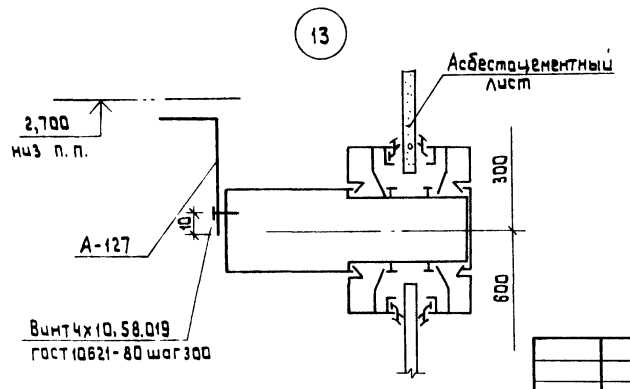 13
Асбестоцементный
лист
2,700
низ п.п.
300
10
А-127
600
Винт 4х10.58.019
гост 10621-80 шаг 300